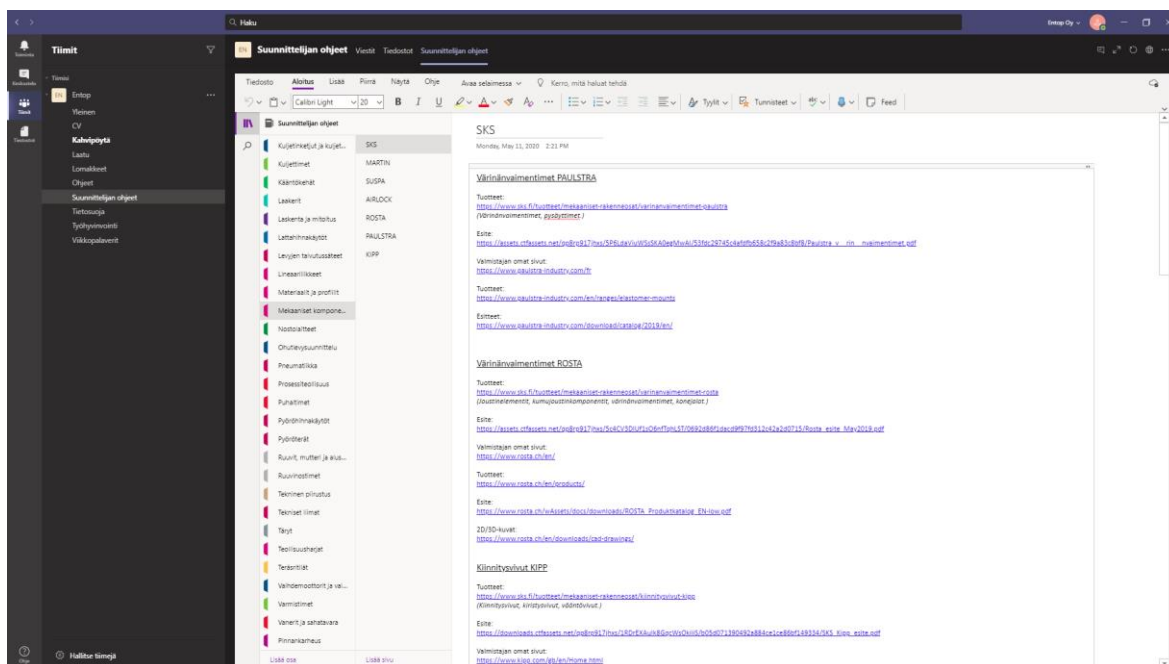 Haku
Entop Oy
Toiminta
Tiimit
EN
Suunnittelijan ohjeet
Viestit
Tiedostot
Suunnittelijan ohjeet
Keskustelu
Tiimisi
Tiedosto
Aloitus
Lisää
Piirrä
Näytä
Ohje
Avaa selaimessa
Kerro, mitä haluat tehdä
EN
Entop
Tiimit
Calibri Light
20
B
I
U
Tyylit
Tunnisteet
Feed
Yleinen
CV
Kahvipöytä
Laatu
Lomakkeet
Ohjeet
Suunnittelijan ohjeet
Tietosuoja
Työhyvinvointi
Viikkopalaverit
Tiedostot
Suunnittelijan ohjeet
Kuljetinketjut ja kuljet...
Kuljettimet
Kääntökehät
Laakerit
Laskenta ja mitoitus
Lattahihnakäytöt
Levyjen taivutussäteet
Lineaariliikkeet
Materiaalit ja profiilit
Mekaaniset kompone...
Nostolaitteet
Ohutlevysuunnittelu
Pneumatiikka
Prosessiteollisuus
Puhaltimet
Pyöröhihnakäytöt
Pyöröterät
Ruuvit, mutteri ja alus...
Ruuvinostimet
Tekninen piirustus
Tekniset liimat
Täryt
Teollisuusharjat
Teräsritilät
Vaihdemoottorit ja vai...
Varmistimet
Vanerit ja sahatavara
Pinnankarheus
Lisää osa
SKS
MARTIN
SUSPA
AIRLOCK
ROSTA
PAULSTRA
KIPP
Lisää sivu
SKS
Monday, May 11, 2020 2:21 PM
Värinänvaimentimet PAULSTRA
Tuotteet:
https://www.sks.fi/tuotteet/mekaaniset-rakenneosat/varinanvaimentimet-paulstra
(Värinänvaimentimet, pysäyttimet.)
Esite:
Valmistajan omat sivut:
https://www.paulstra-industry.com/fr
Tuotteet:
https://www.paulstra-industry.com/en/ranges/elastomer-mounts
Esitteet:
https://www.paulstra-industry.com/download/catalog/2019/en/
Värinänvaimentimet ROSTA
Tuotteet:
https://www.sks.fi/tuotteet/mekaaniset-rakenneosat/varinanvaimentimet-rosta
(Joustinelementit, kumijoustinkomponentit, värinänvaimentimet, konejalat.)
Esite:
Valmistajan omat sivut:
https://www.rosta.ch/en/
Tuotteet:
https://www.rosta.ch/en/products/
Esite:
https://www.rosta.ch/wAssets/docs/downloads/ROSTA_Produktkatalog_EN-low.pdf
2D/3D-kuvat:
https://www.rosta.ch/en/downloads/cad-drawings/
Kiinnitysvivut KIPP
Tuotteet:
https://www.sks.fi/tuotteet/mekaaniset-rakenneosat/kiinnitysvivut-kipp
(Kiinnitysvivut, kiristysvivut, vääntövivut.)
Esite:
Valmistajan omat sivut:
https://www.kipp.com/gb/en/Home.html
Ohje
Hallitse tiimejä